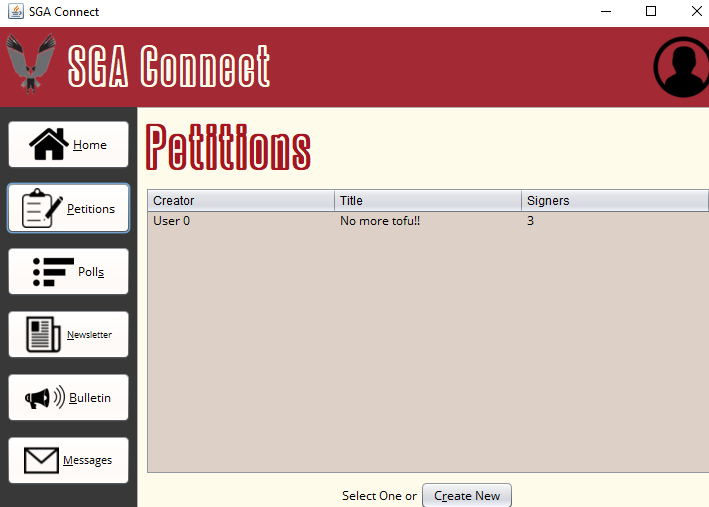 SGA Connect
SGA Connect
Home
Petitions
Polls
Newsletter
Bulletin
Messages
Petitions
Creator Title Signers
User 0 No more tofu!! 3
Select One or Create New